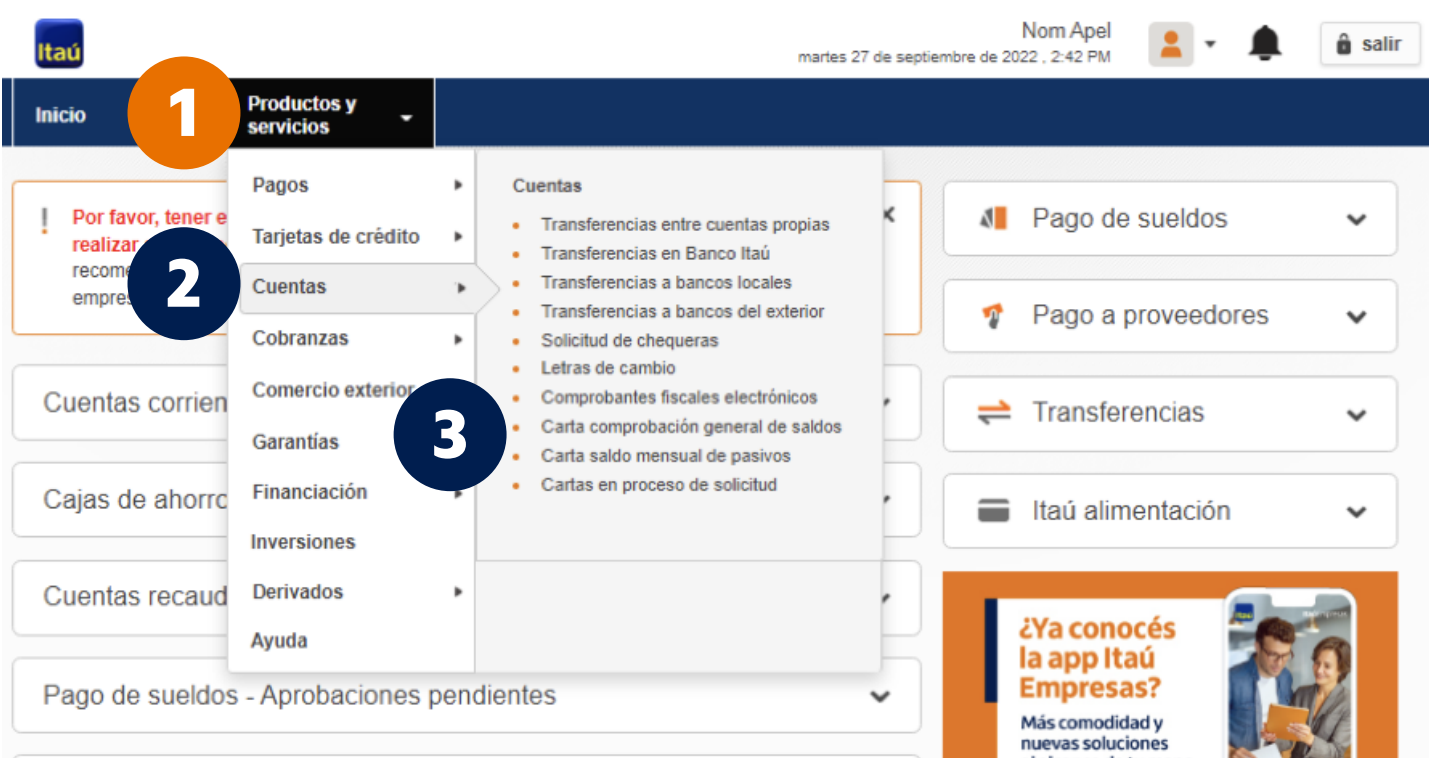 Itaú
Nom Apel
martes 27 de septiembre de 2022 , 2:42 PM
salir
Inicio
1
Productos y
servicios
Pagos
Tarjetas de crédito
Cuentas
Cobranzas
Comercio exterior
Garantías
Financiación
Inversiones
Derivados
Ayuda
2
3
Cuentas
• Transferencias entre cuentas propias
• Transferencias en Banco Itaú
• Transferencias a bancos locales
• Transferencias a bancos del exterior
• Solicitud de chequeras
• Letras de cambio
• Comprobantes fiscales electrónicos
• Carta comprobación general de saldos
• Carta saldo mensual de pasivos
• Cartas en proceso de solicitud
! Por favor, tener e
realizar
recome
empres
Cuentas corrien
Cajas de ahorro
Cuentas recaud
Pago de sueldos - Aprobaciones pendientes
Pago de sueldos
Pago a proveedores
Transferencias
Itaú alimentación
¿Ya conocés
la app Itaú
Empresas?
Más comodidad y
nuevas soluciones